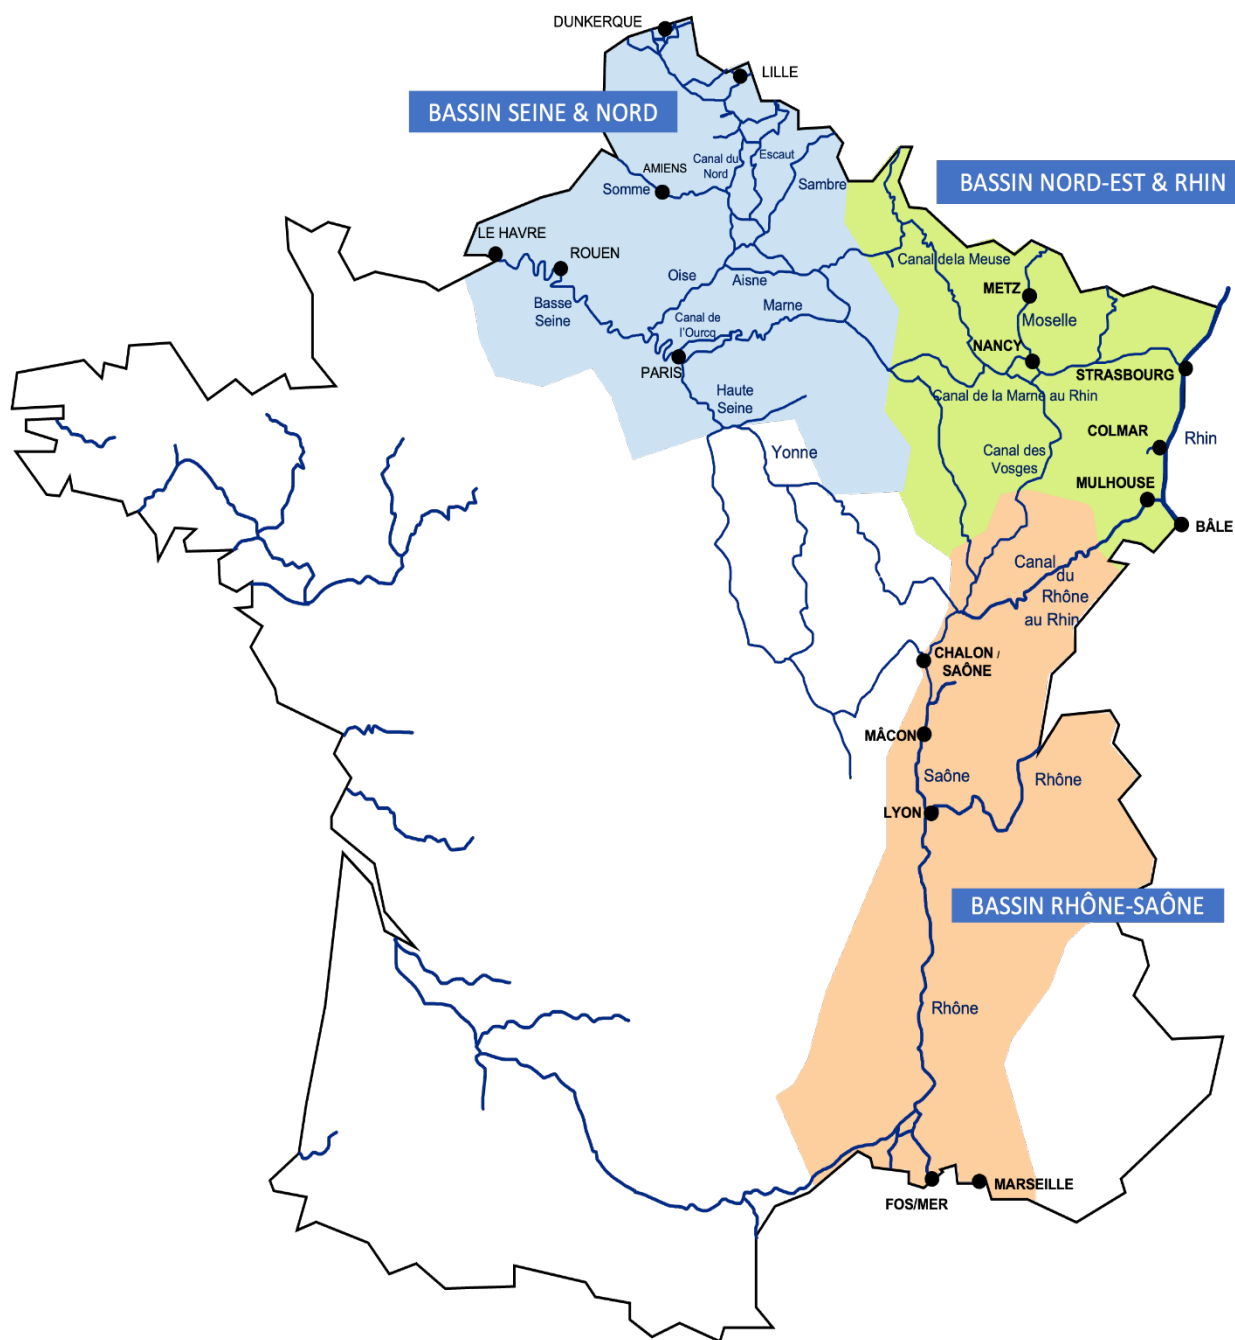 DUNKERQUE
LILLE
BASSIN SEINE & NORD
Canal du
Nord
Escaut
AMIENS
Somme
Sambre
BASSIN NORD-EST & RHIN
LE HAVRE
ROUEN
Basse
Seine
Oise
Aisne
Canal de
l'Ourcq
Marne
PARIS
Haute
Seine
Yonne
Canal dela Meuse
METZ
Moselle
NANCY
STRASBOURG
Canal de la Marne au Rhin
COLMAR
Rhin
Canal des
Vosges
MULHOUSE
BÂLE
Canal
du
Rhône
au Rhin
CHALON /
SAÔNE
MÂCON
Saône
Rhône
LYON
BASSIN RHÔNE-SAÔNE
Rhône
FOS/MER
MARSEILLE